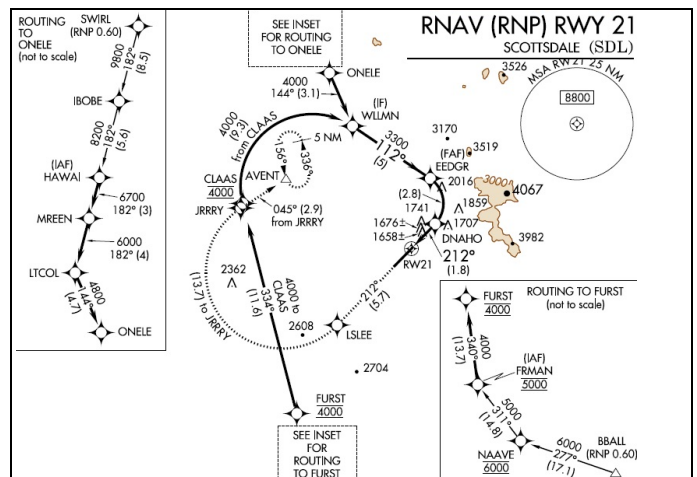 RNAV (RNP) RWY 21
SCOTTSDALE (SDL)
ROUTING
TO
ONELE
(not to scale)
SWIRL
(RNP 0.60)
9800
182°
(8.5)
IBOBE
8200
182°
(5.6)
(IAF)
HAWAI
6700
182° (3)
MREEN
6000
182° (4)
LTCOL
4800
144°
(4.7)
ONELE
SEE INSET
FOR ROUTING
TO ONELE
ONELE
4000
144° (3.1)
(IF)
WLLMN
4000
(9.3)
from CLAAS
5 NM
156°
336°
AVENT
CLAAS
4000
JRRRY
045° (2.9)
from JRRRY
3300
112°
(5)
(FAF)
EEDGR
3170
3519
3526
MSA RW21 25 NM
8800
2016
3000
4067
(2.8)
1741
1859
1676±
1658±
1707
DNAHO
3982
212°
(1.8)
RW21
212°
(5.7)
LSLEE
2362
(13.7) to JRRRY
4000 to
CLAAS
334°
(11.6)
2608
2704
FURST
4000
SEE INSET
FOR
ROUTING
TO FURST
ROUTING TO FURST
(not to scale)
FURST
4000
4000
340°
(13.7)
(IAF)
FRMAN
5000
5000
311°
(14.8)
NAAVE
6000
6000
277°
(17.1)
BBALL
(RNP 0.60)